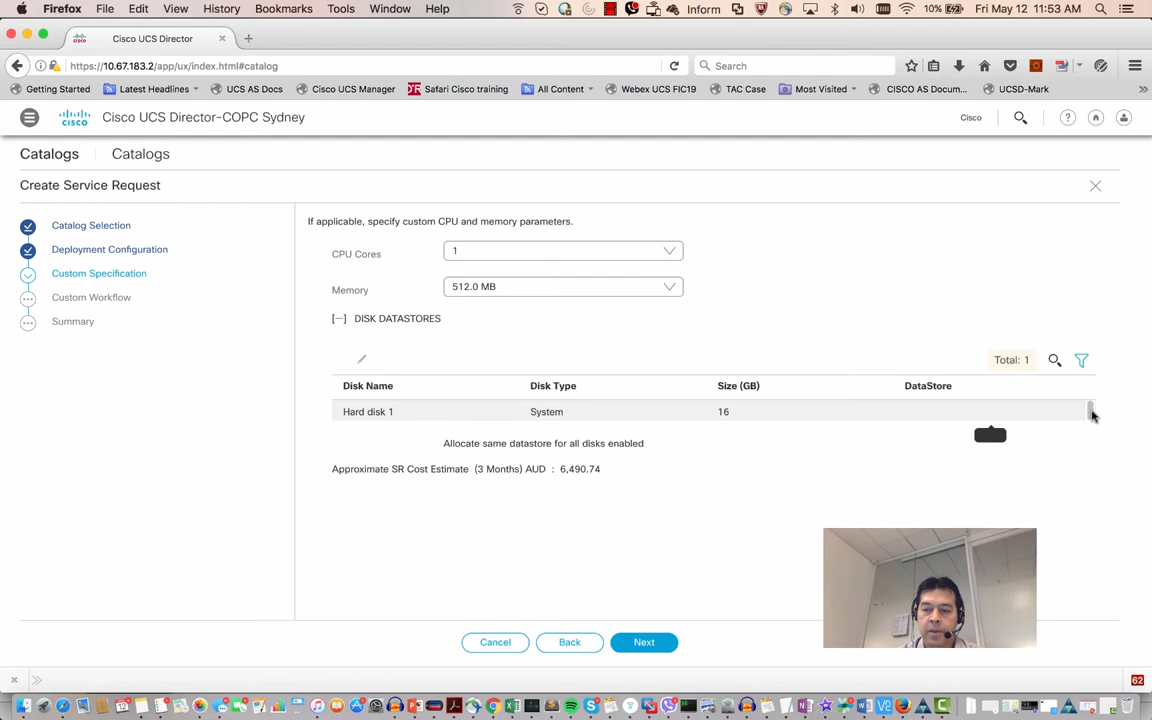 Firefox File Edit View History Bookmarks Tools Window Help Inform 10% Fri May 12 11:53 AM
Cisco UCS Director
https://10.67.183.2/app/ux/index.html#catalog Search
Getting Started Latest Headlines UCS AS Docs Cisco UCS Manager Safari Cisco training All Content Webex UCS FIC19 TAC Case Most Visited CISCO AS Docum... UCSD-Mark
CISCO Cisco UCS Director-COPC Sydney Cisco
Catalogs Catalogs
Create Service Request
Catalog Selection
Deployment Configuration
Custom Specification
Custom Workflow
Summary
If applicable, specify custom CPU and memory parameters.
CPU Cores 1
Memory 512.0 MB
[—] DISK DATASTORES
Total: 1
Disk Name Disk Type Size (GB) DataStore
Hard disk 1 System 16
Allocate same datastore for all disks enabled
Approximate SR Cost Estimate (3 Months) AUD : 6,490.74
Cancel Back Next
62